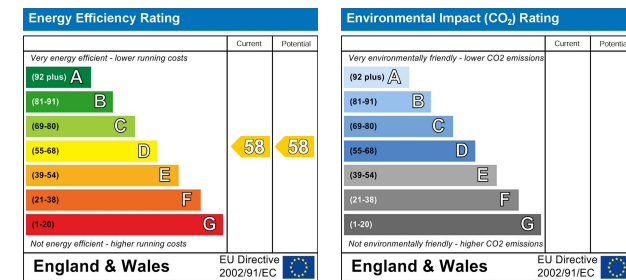 Energy Efficiency Rating
Current Potential
Very energy efficient - lower running costs
(92 plus) A
(81-91) B
(69-80) C
(55-68) D 58 58
(39-54) E
(21-38) F
(1-20) G
Not energy efficient - higher running costs
England & Wales
EU Directive
2002/91/EC
Environmental Impact (CO₂) Rating
Current Potential
Very environmentally friendly - lower CO2 emissions
(92 plus) A
(81-91) B
(69-80) C
(55-68) D
(39-54) E
(21-38) F
(1-20) G
Not environmentally friendly - higher CO2 emissions
England & Wales
EU Directive
2002/91/EC